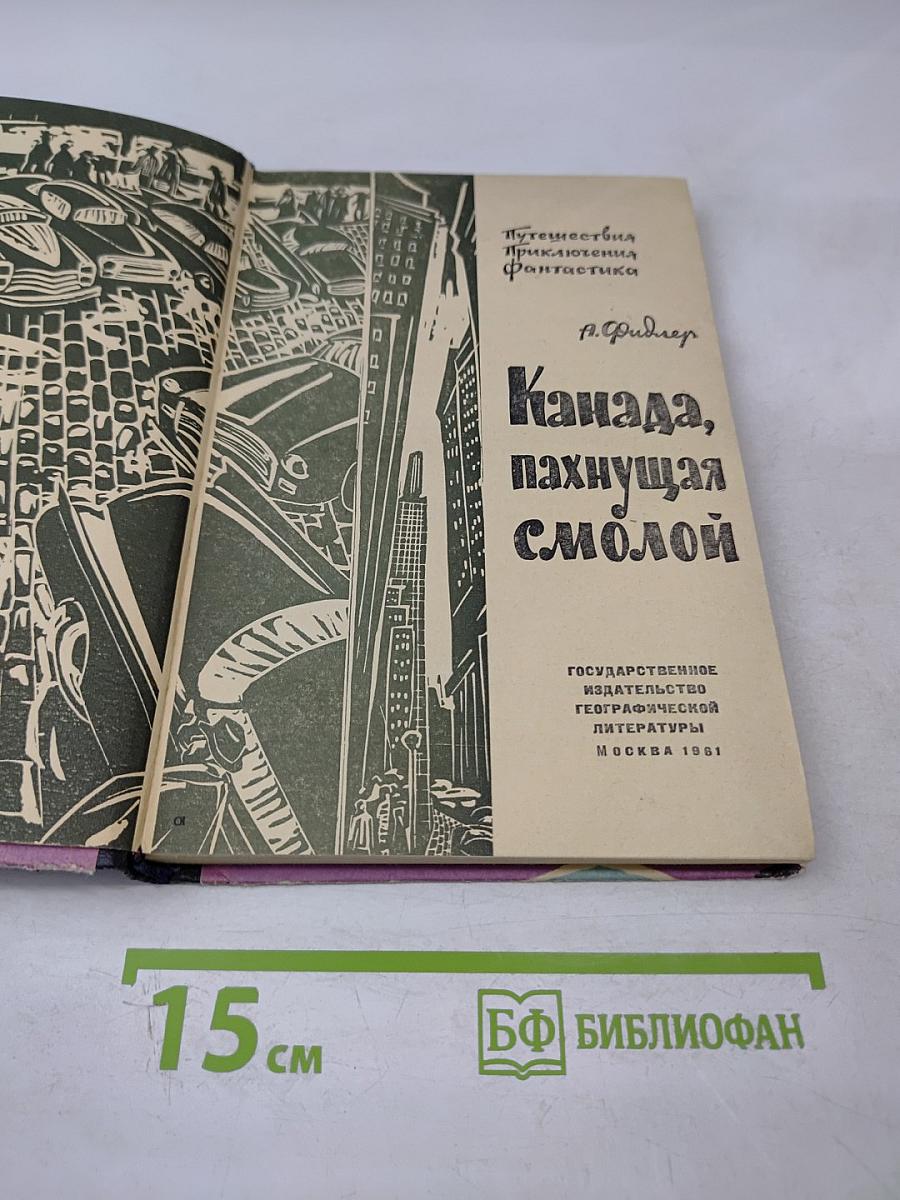 Путешествия
Приключения
Фантастика
А. Фидлер
Канада,
пахнущая
смолой
ГОСУДАРСТВЕННОЕ
ИЗДАТЕЛЬСТВО
ГЕОГРАФИЧЕСКОЙ
ЛИТЕРАТУРЫ
МОСКВА 1961
15 см
БФ БИБЛИОФАН